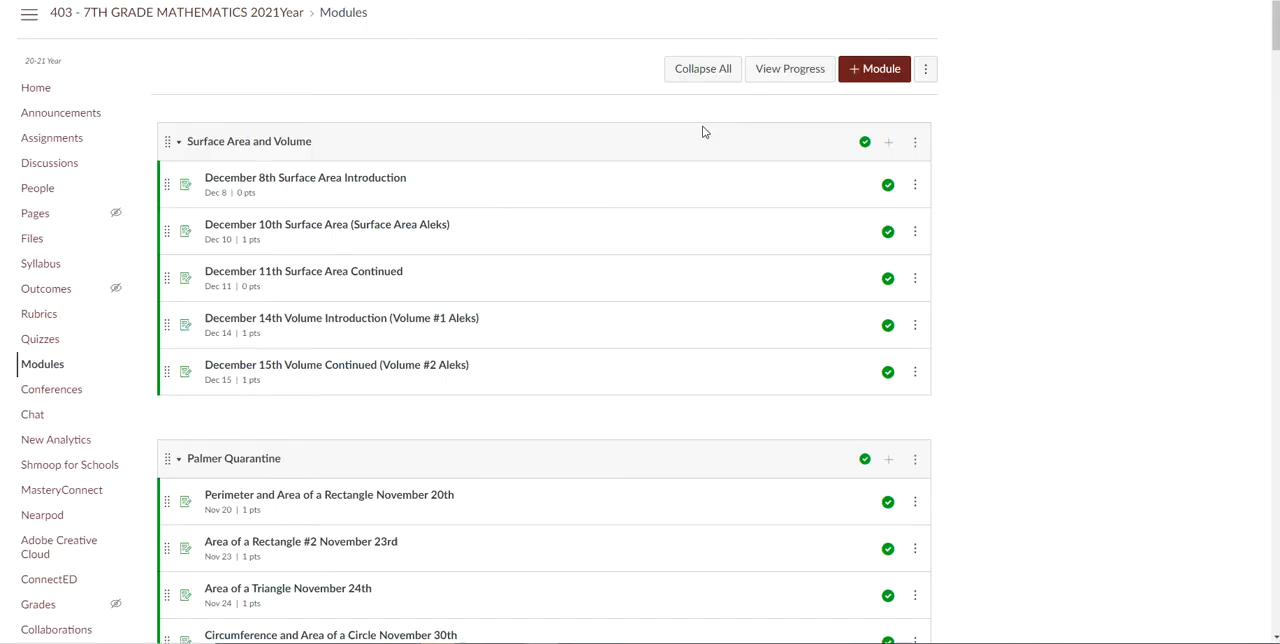 403 - 7TH GRADE MATHEMATICS 2021Year › Modules
20-21 Year
Home
Announcements
Assignments
Discussions
People
Pages
Files
Syllabus
Outcomes
Rubrics
Quizzes
Modules
Conferences
Chat
New Analytics
Shmoop for Schools
MasteryConnect
Nearpod
Adobe Creative
Cloud
ConnectED
Grades
Collaborations
Collapse All
View Progress
+ Module
Surface Area and Volume
December 8th Surface Area Introduction
Dec 8 | 0 pts
December 10th Surface Area (Surface Area Aleks)
Dec 10 | 1 pts
December 11th Surface Area Continued
Dec 11 | 0 pts
December 14th Volume Introduction (Volume #1 Aleks)
Dec 14 | 1 pts
December 15th Volume Continued (Volume #2 Aleks)
Dec 15 | 1 pts
Palmer Quarantine
Perimeter and Area of a Rectangle November 20th
Nov 20 | 1 pts
Area of a Rectangle #2 November 23rd
Nov 23 | 1 pts
Area of a Triangle November 24th
Nov 24 | 1 pts
Circumference and Area of a Circle November 30th